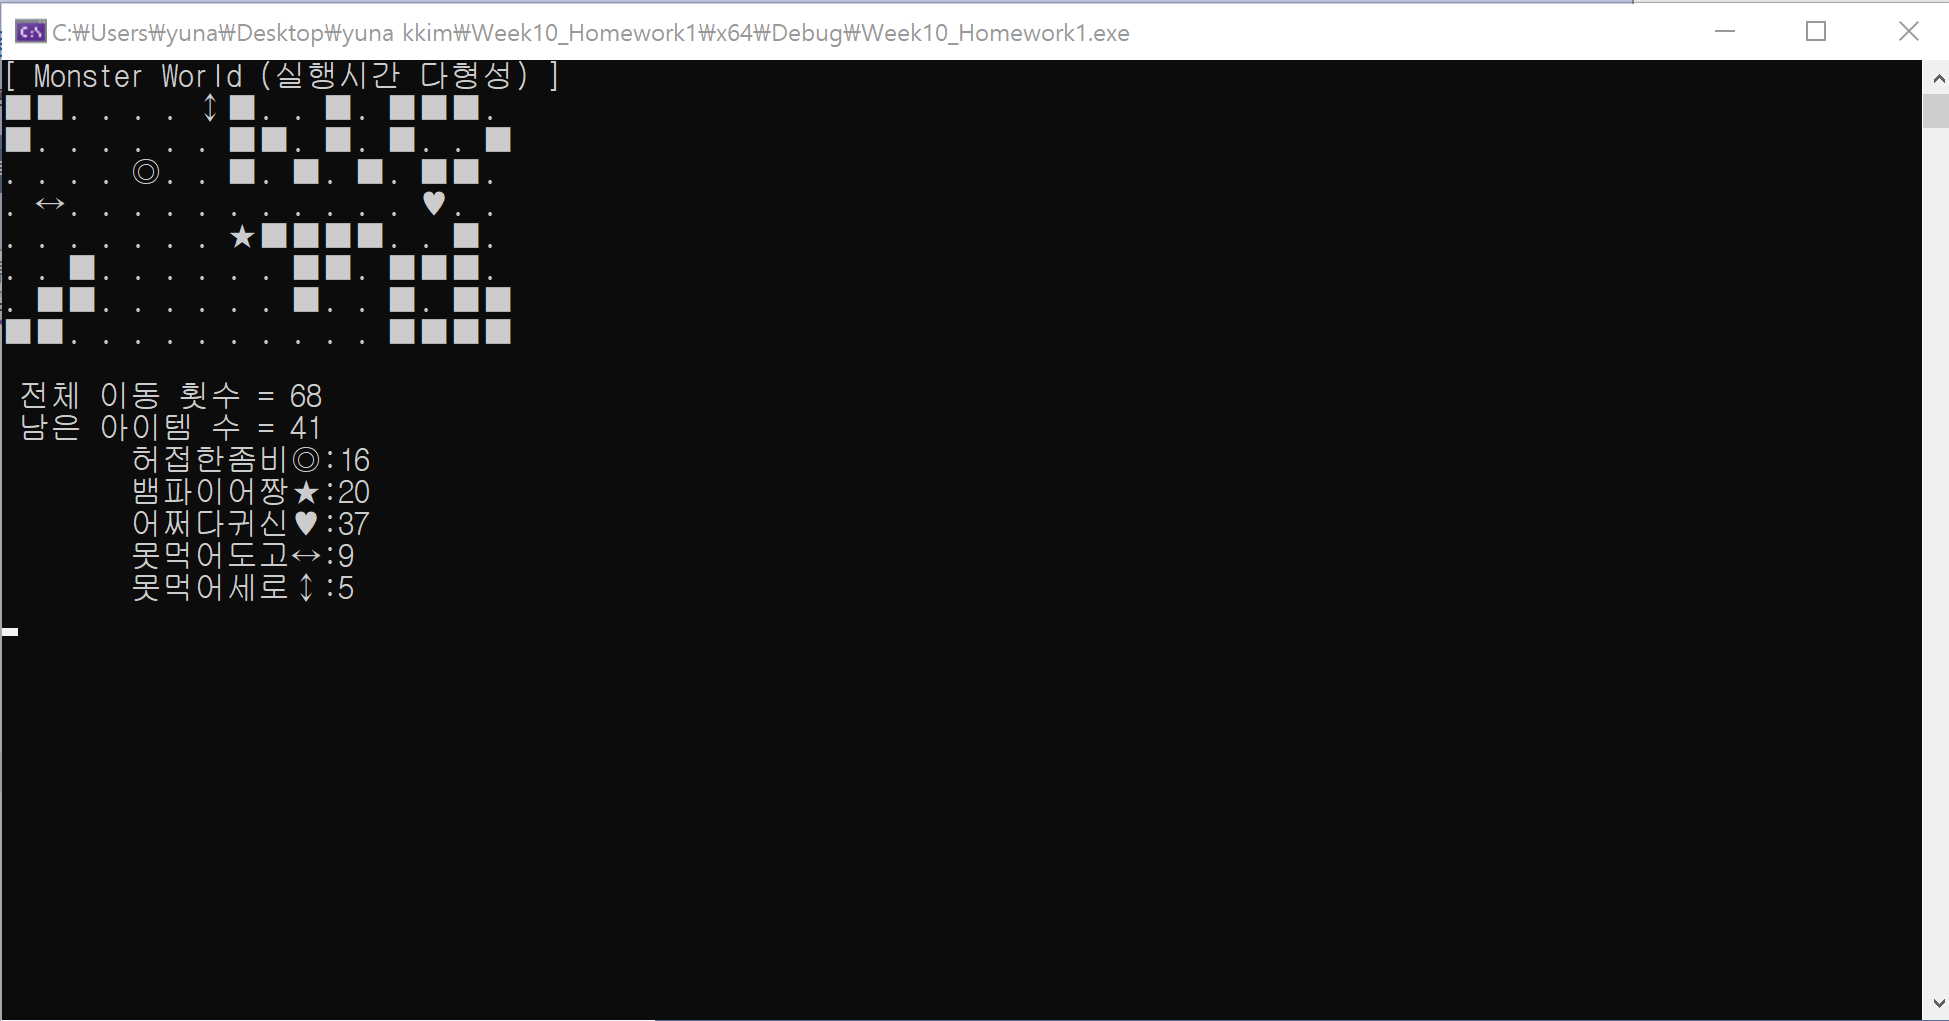 C:₩Users₩yuna₩Desktop₩yuna kkim₩Week10_Homework1₩x64₩Debug₩Week10_Homework1.exe
[ Monster World (실행시간 다형성) ]
■■. . . . ↕■. . ■. ■■■. 
■. . . . . . ■■. ■. ■. . ■
. . . . ◎. . ■. ■. ■. ■■. 
. ↔. . . . . . . . . . . ♥. . 
. . . . . . . ★■■■■. . ■. 
. . ■. . . . . . ■■. ■■■. 
. ■■. . . . . . ■. . ■. ■■
■■. . . . . . . . . . ■■■■
전체 이동 횟수 = 68
남은 아이템 수 = 41
허접한좀비◎:16
뱀파이어짱★:20
어쩌다귀신♥:37
못먹어도고↔:9
못먹어세로↕:5